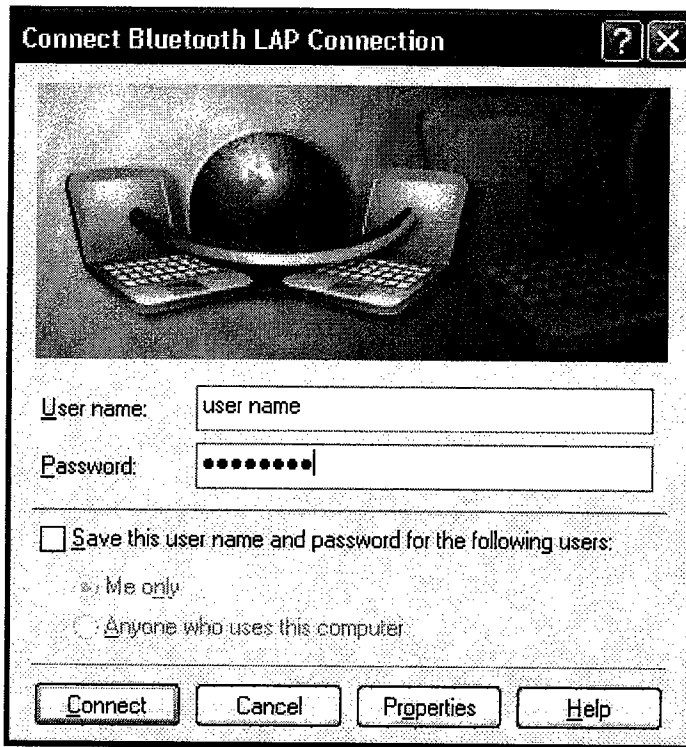 Connect Bluetooth LAP Connection
User name: user name
Password: ●●●●●●●●
Save this user name and password for the following users:
Me only
Anyone who uses this computer
Connect Cancel Properties Help